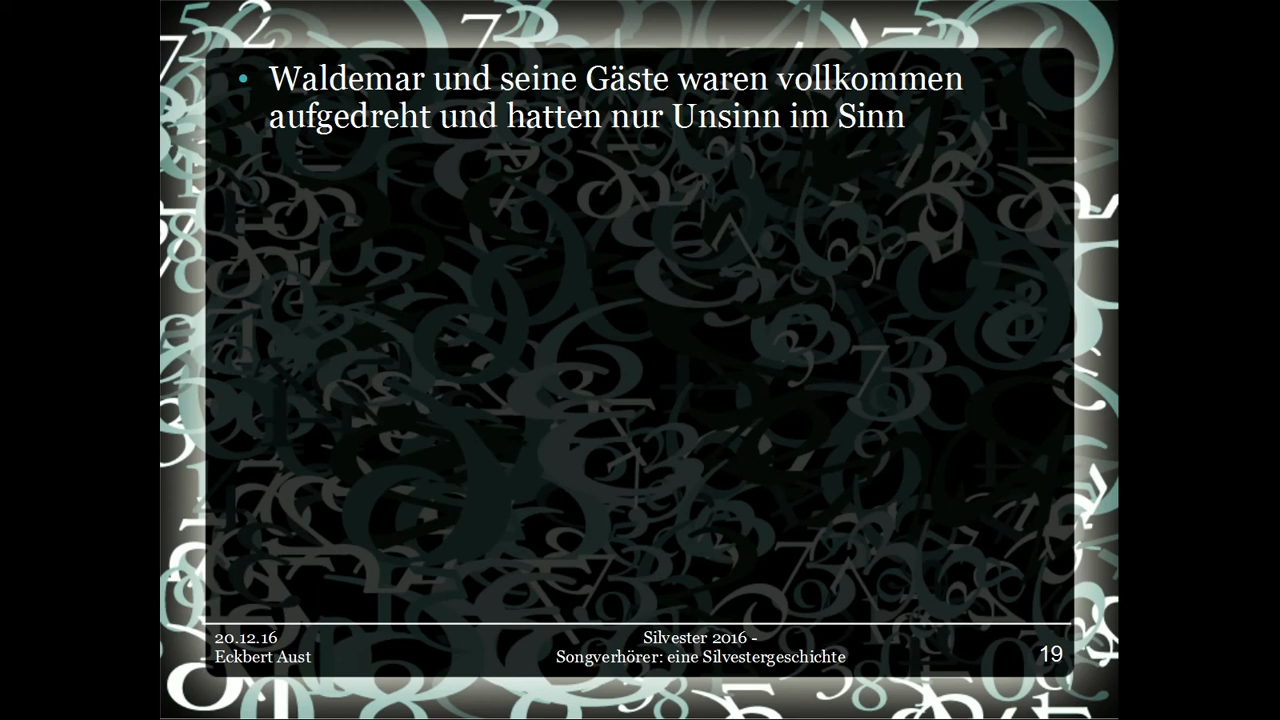 • Waldemar und seine Gäste waren vollkommen
aufgedreht und hatten nur Unsinn im Sinn
20.12.16
Eckbert Aust
Silvester 2016 -
Songverhörer: eine Silvestergeschichte
19